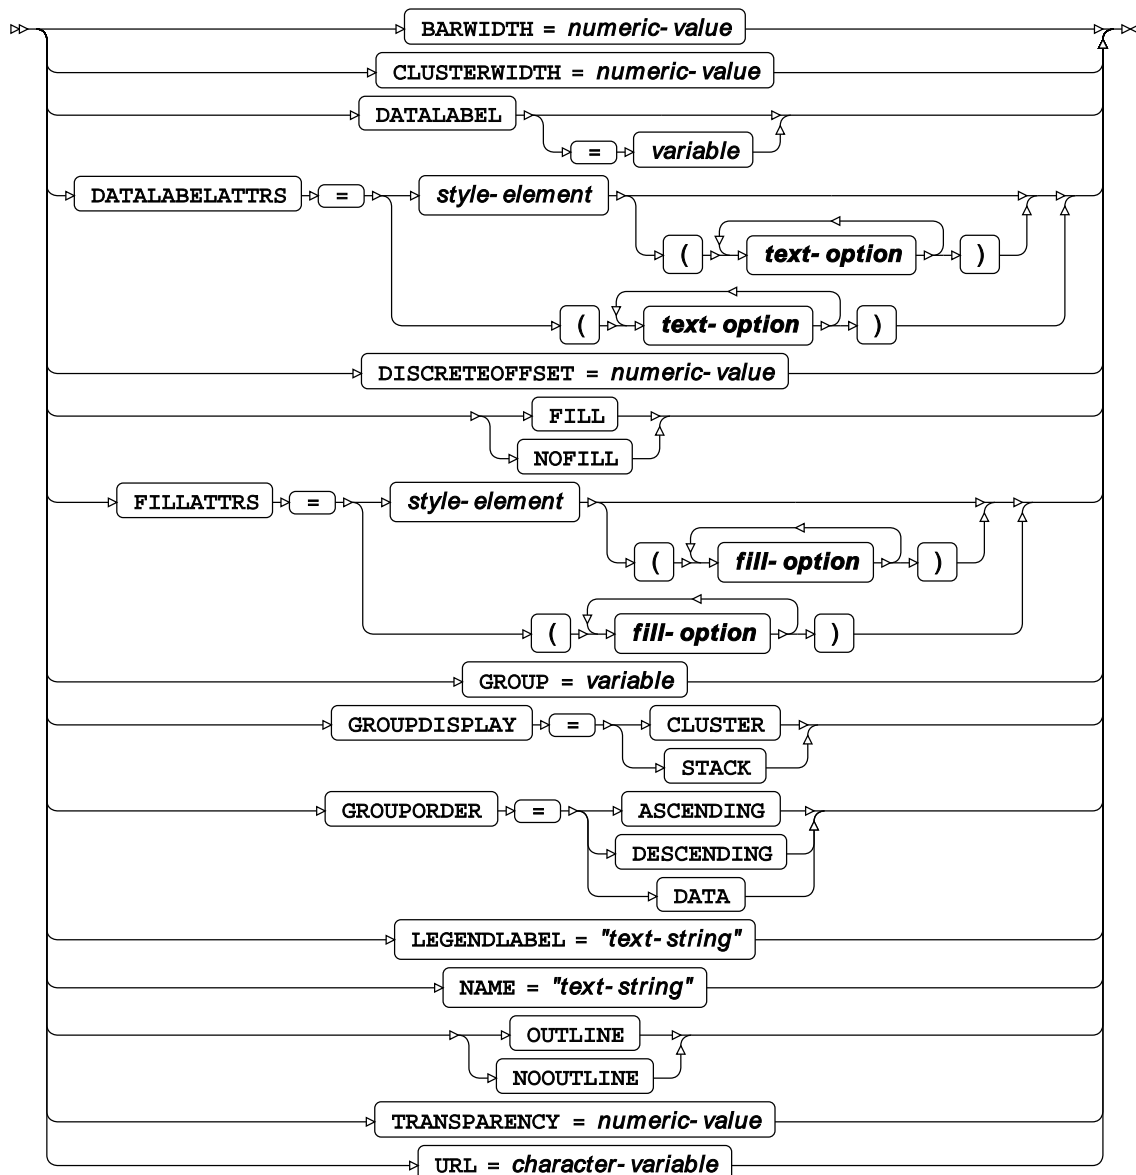 BARWIDTH = numeric-value
CLUSTERWIDTH = numeric-value
DATALABEL
= variable
DATALABELATTRS = style-element
( text-option )
( text-option )
DISCRETEOFFSET = numeric-value
FILL
NOFILL
FILLATTRS = style-element
( fill-option )
( fill-option )
GROUP = variable
GROUPDISPLAY = CLUSTER
STACK
GROUPORDER = ASCENDING
DESCENDING
DATA
LEGENDLABEL = "text-string"
NAME = "text-string"
OUTLINE
NOOUTLINE
TRANSPARENCY = numeric-value
URL = character-variable